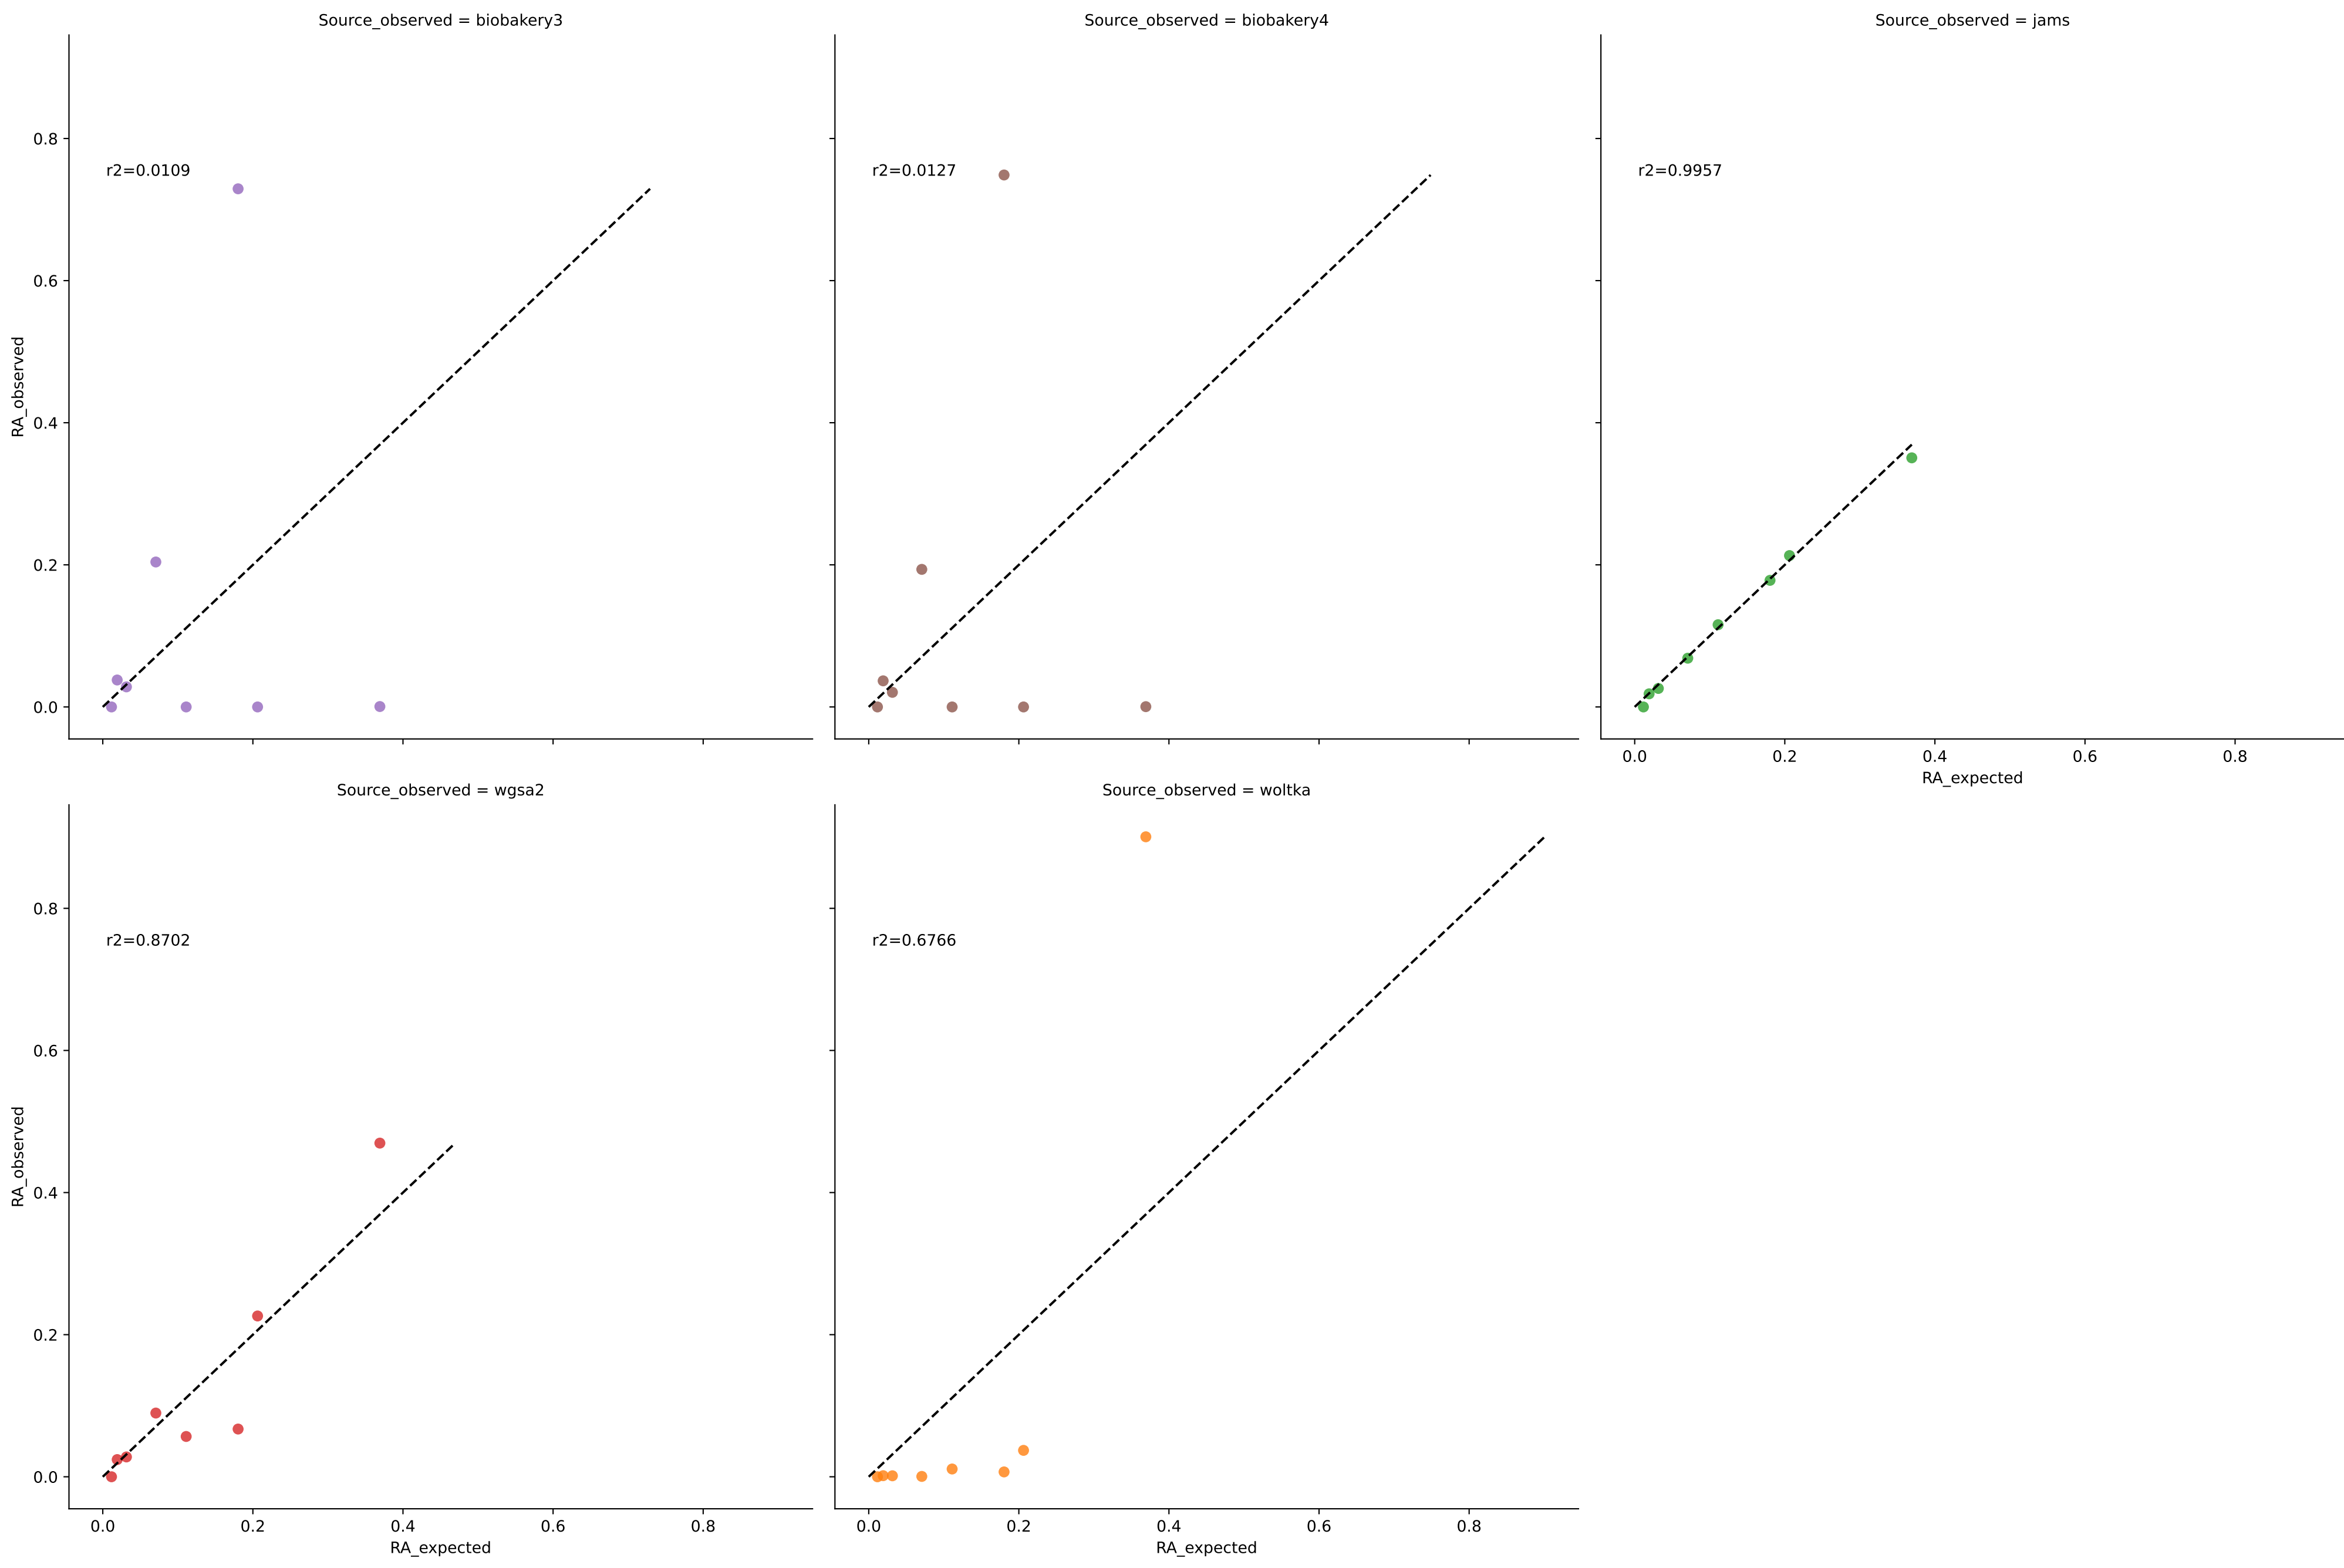 Source_observed = biobakery3
Source_observed = biobakery4
Source_observed = jams
r2=0.0109
r2=0.0127
r2=0.9957
RA_observed
0.8
0.6
0.4
0.2
0.0
0.0 0.2 0.4 0.6 0.8
RA_expected
Source_observed = wgsa2
Source_observed = woltka
r2=0.8702
r2=0.6766
RA_observed
0.8
0.6
0.4
0.2
0.0
0.0 0.2 0.4 0.6 0.8
0.0 0.2 0.4 0.6 0.8
RA_expected
RA_expected